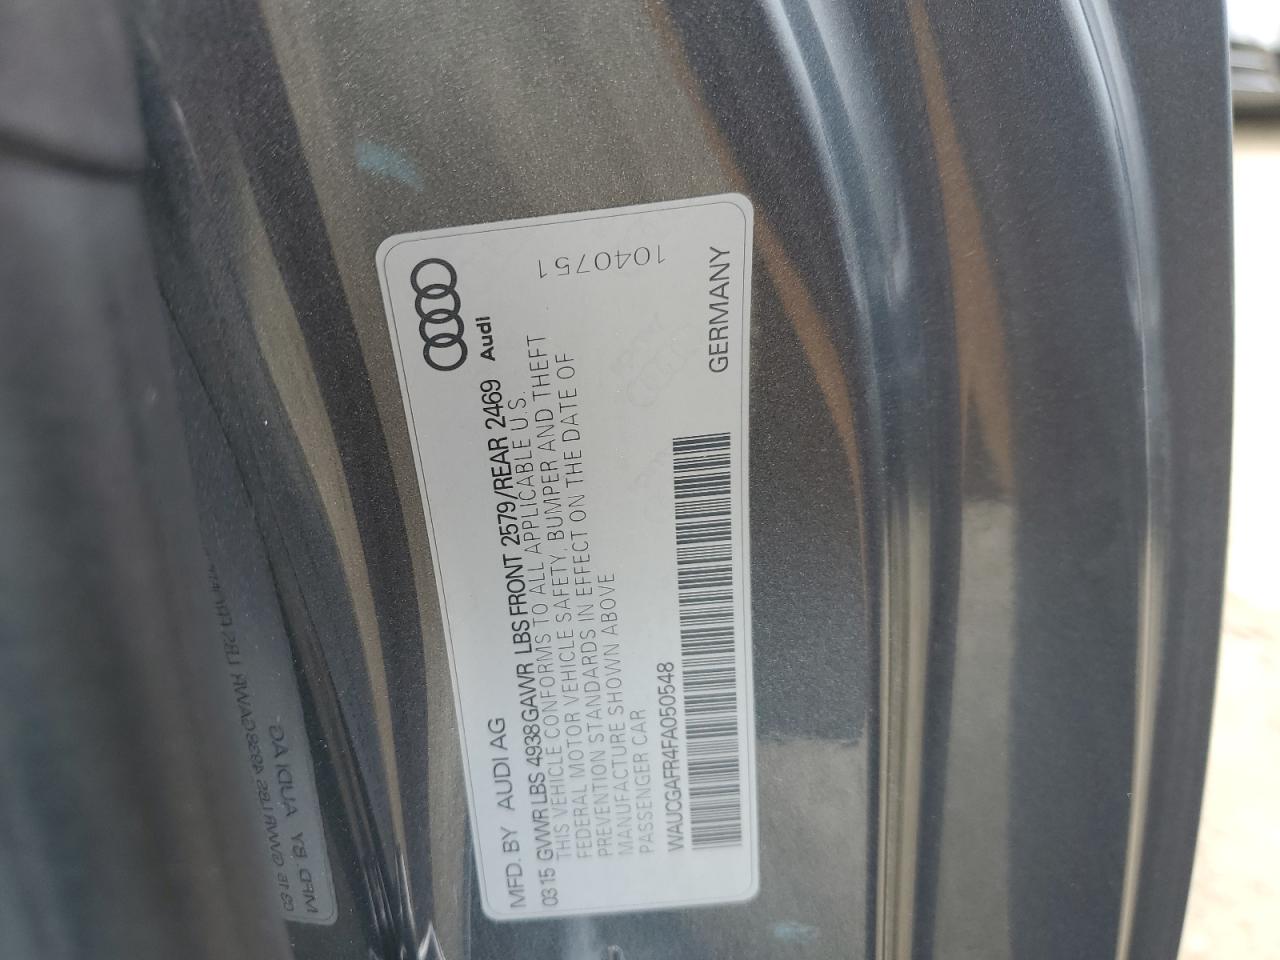 MFD. BY AUDI AG Audi
03 15 GVWR LBS 4938 GAWR LBS FRONT 2579/REAR 2469
THIS VEHICLE CONFORMS TO ALL APPLICABLE U.S.
FEDERAL MOTOR VEHICLE SAFETY, BUMPER AND THEFT
PREVENTION STANDARDS IN EFFECT ON THE DATE OF
MANUFACTURE SHOWN ABOVE
PASSENGER CAR
1040751
WAUCGAFR4FA050548
GERMANY